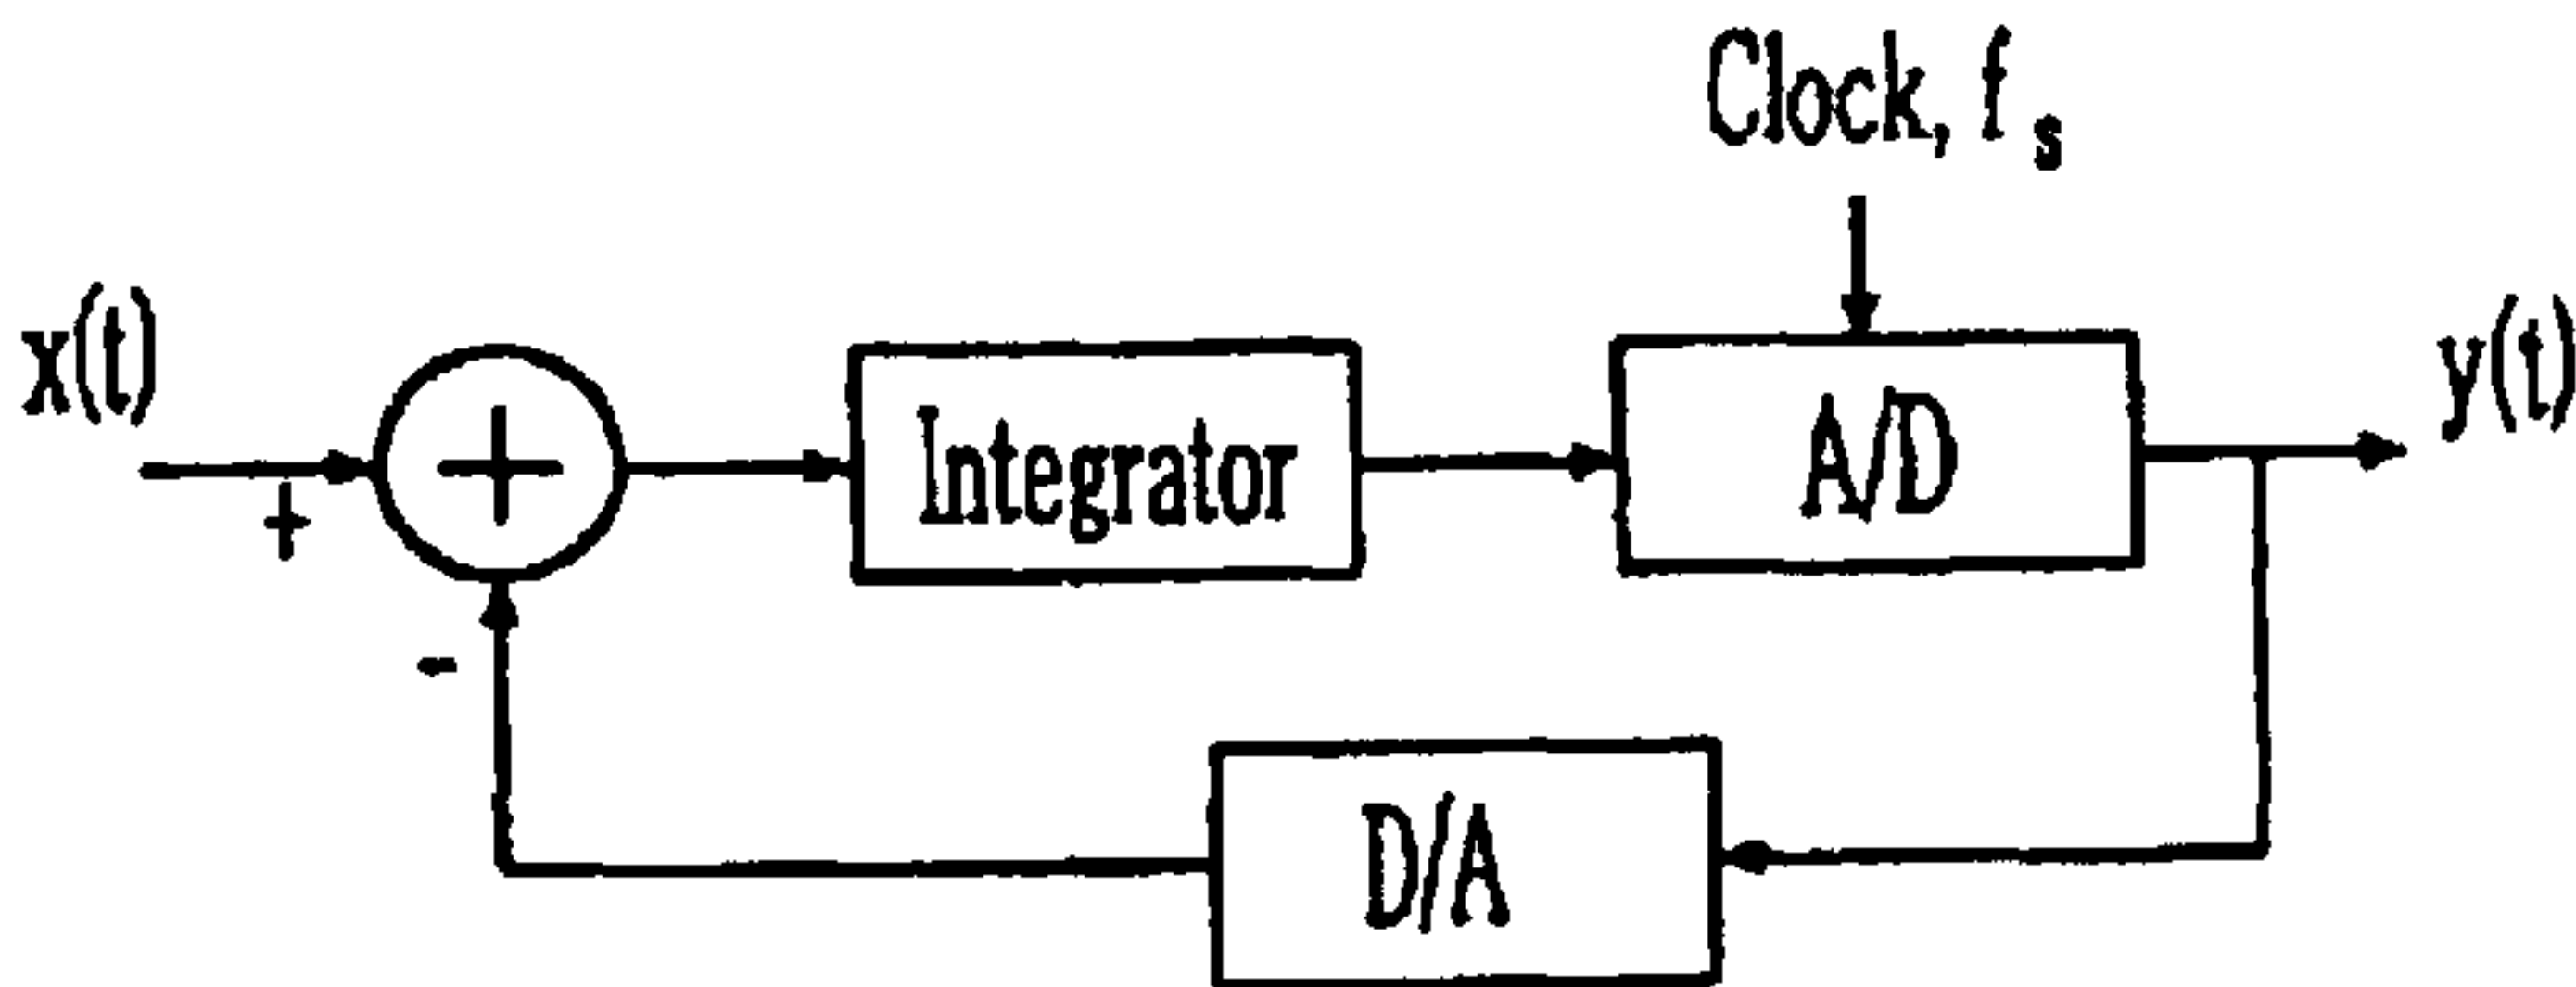 Clock, f s
x(t)
+
+
Integrator
A/D
y(t)
-
D/A